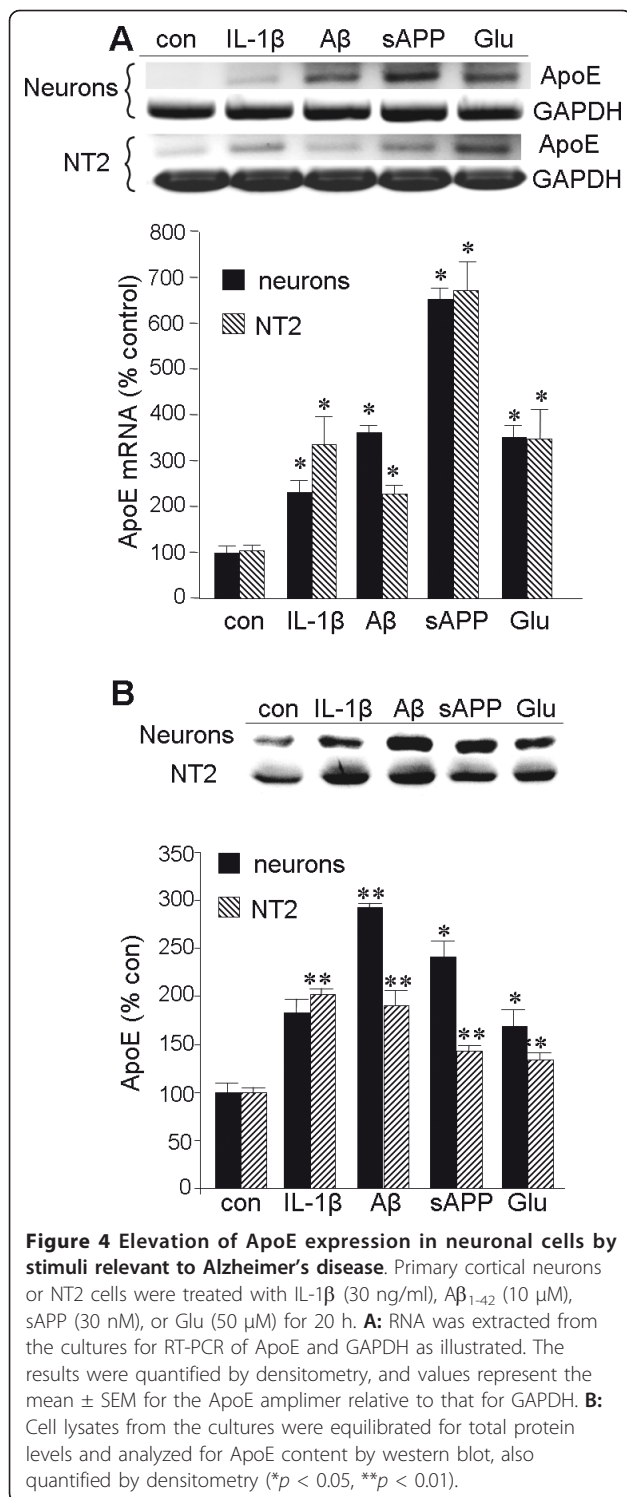 A
con IL-1β Aβ sAPP Glu
Neurons { ApoE
GAPDH
NT2 { ApoE
GAPDH
800
700
600
500
400
300
200
100
0
ApoE mRNA (% control)
neurons
NT2
* * * * * * * *
con IL-1β Aβ sAPP Glu
B
con IL-1β Aβ sAPP Glu
Neurons
NT2
350
300
250
200
150
100
50
0
ApoE (% con)
neurons
NT2
** ** ** * ** * **
con IL-1β Aβ sAPP Glu
Figure 4 Elevation of ApoE expression in neuronal cells by
stimuli relevant to Alzheimer's disease. Primary cortical neurons
or NT2 cells were treated with IL-1β (30 ng/ml), Aβ1-42 (10 μM),
sAPP (30 nM), or Glu (50 μM) for 20 h. A: RNA was extracted from
the cultures for RT-PCR of ApoE and GAPDH as illustrated. The
results were quantified by densitometry, and values represent the
mean ± SEM for the ApoE amplimer relative to that for GAPDH. B:
Cell lysates from the cultures were equilibrated for total protein
levels and analyzed for ApoE content by western blot, also
quantified by densitometry (*p < 0.05, **p < 0.01).